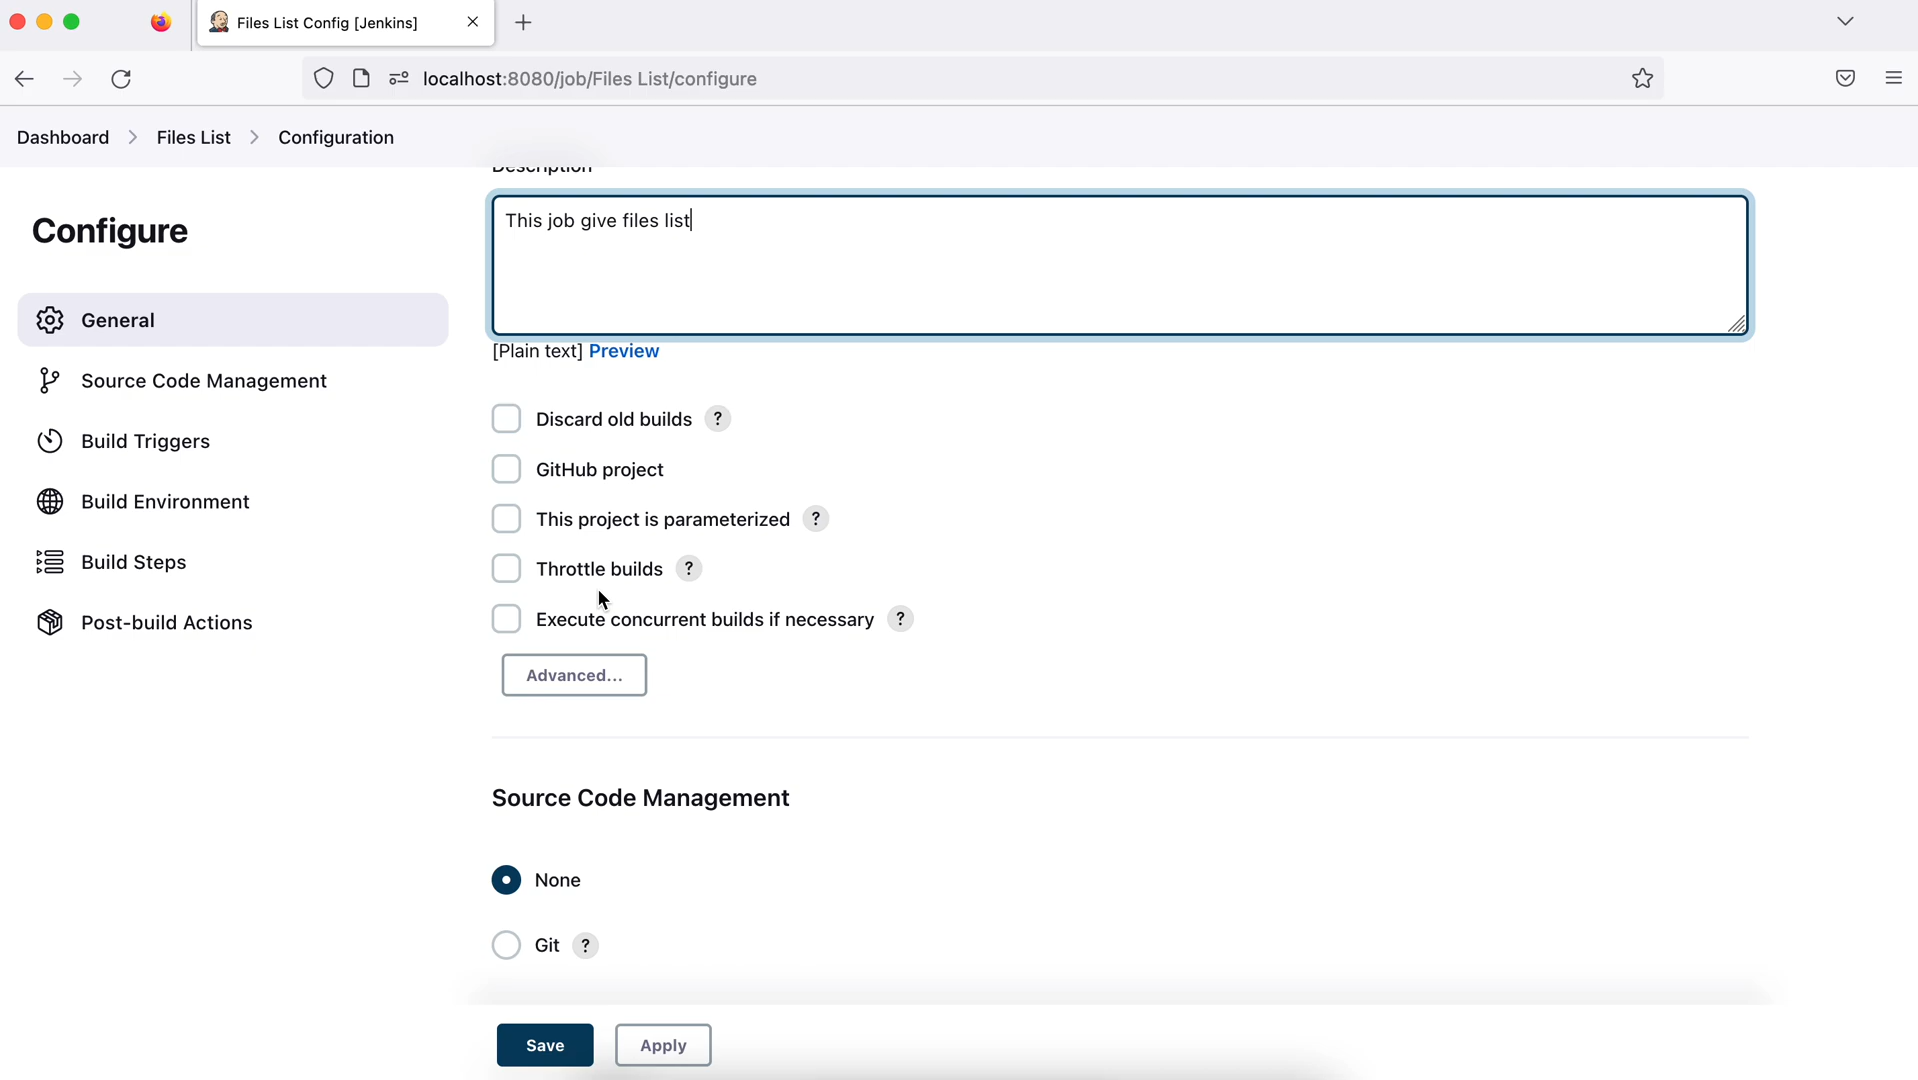 Files List Config [Jenkins]
localhost:8080/job/Files List/configure
Dashboard > Files List > Configuration
Description
Configure
This job give files list
[Plain text] Preview
General
Source Code Management
Build Triggers
Build Environment
Build Steps
Post-build Actions
Discard old builds ?
GitHub project
This project is parameterized ?
Throttle builds ?
Execute concurrent builds if necessary ?
Advanced...
Source Code Management
None
Git ?
Save Apply